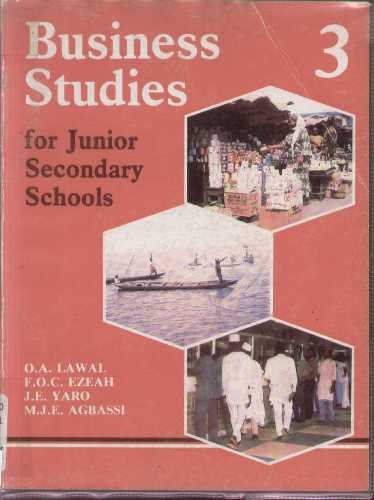 Business
Studies
3
for Junior
Secondary
Schools
O.A. LAWAL
F.O.C. EZEAH
J.E. YARO
M.J.E. AGBASSI